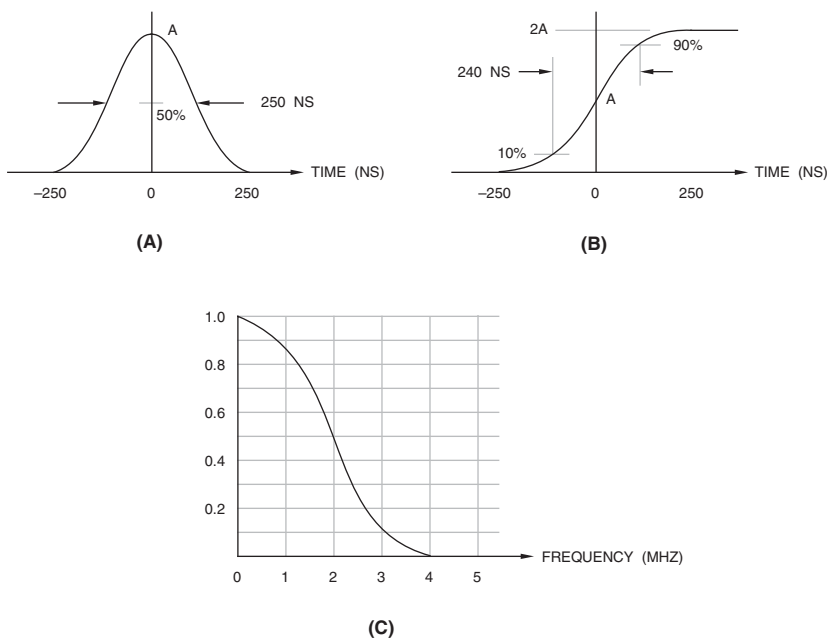 A
50%
250 NS
TIME (NS)
–250
0
250
(A)
2A
90%
240 NS
A
10%
TIME (NS)
–250
0
250
(B)
1.0
0.8
0.6
0.4
0.2
FREQUENCY (MHZ)
0
1
2
3
4
5
(C)